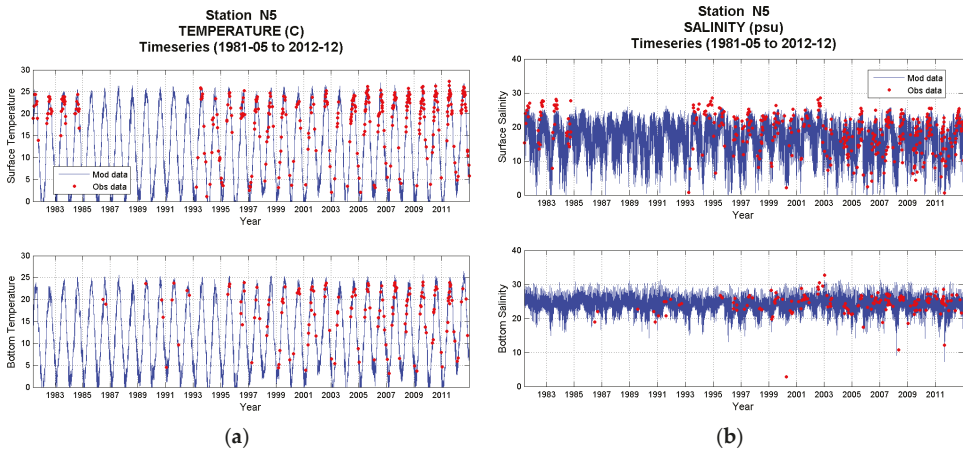 Station N5
TEMPERATURE (C)
Timeseries (1981-05 to 2012-12)
30
25
20
15
10
5
0
Surface Temperature
Mod data
Obs data
1983 1985 1987 1989 1991 1993 1995 1997 1999 2001 2003 2005 2007 2009 2011
Year
30
25
20
15
10
5
0
Bottom Temperature
1983 1985 1987 1989 1991 1993 1995 1997 1999 2001 2003 2005 2007 2009 2011
Year
(a)
Station N5
SALINITY (psu)
Timeseries (1981-05 to 2012-12)
40
30
20
10
0
Surface Salinity
Mod data
Obs data
1983 1985 1987 1989 1991 1993 1995 1997 1999 2001 2003 2005 2007 2009 2011
Year
40
30
20
10
0
Bottom Salinity
1983 1985 1987 1989 1991 1993 1995 1997 1999 2001 2003 2005 2007 2009 2011
Year
(b)